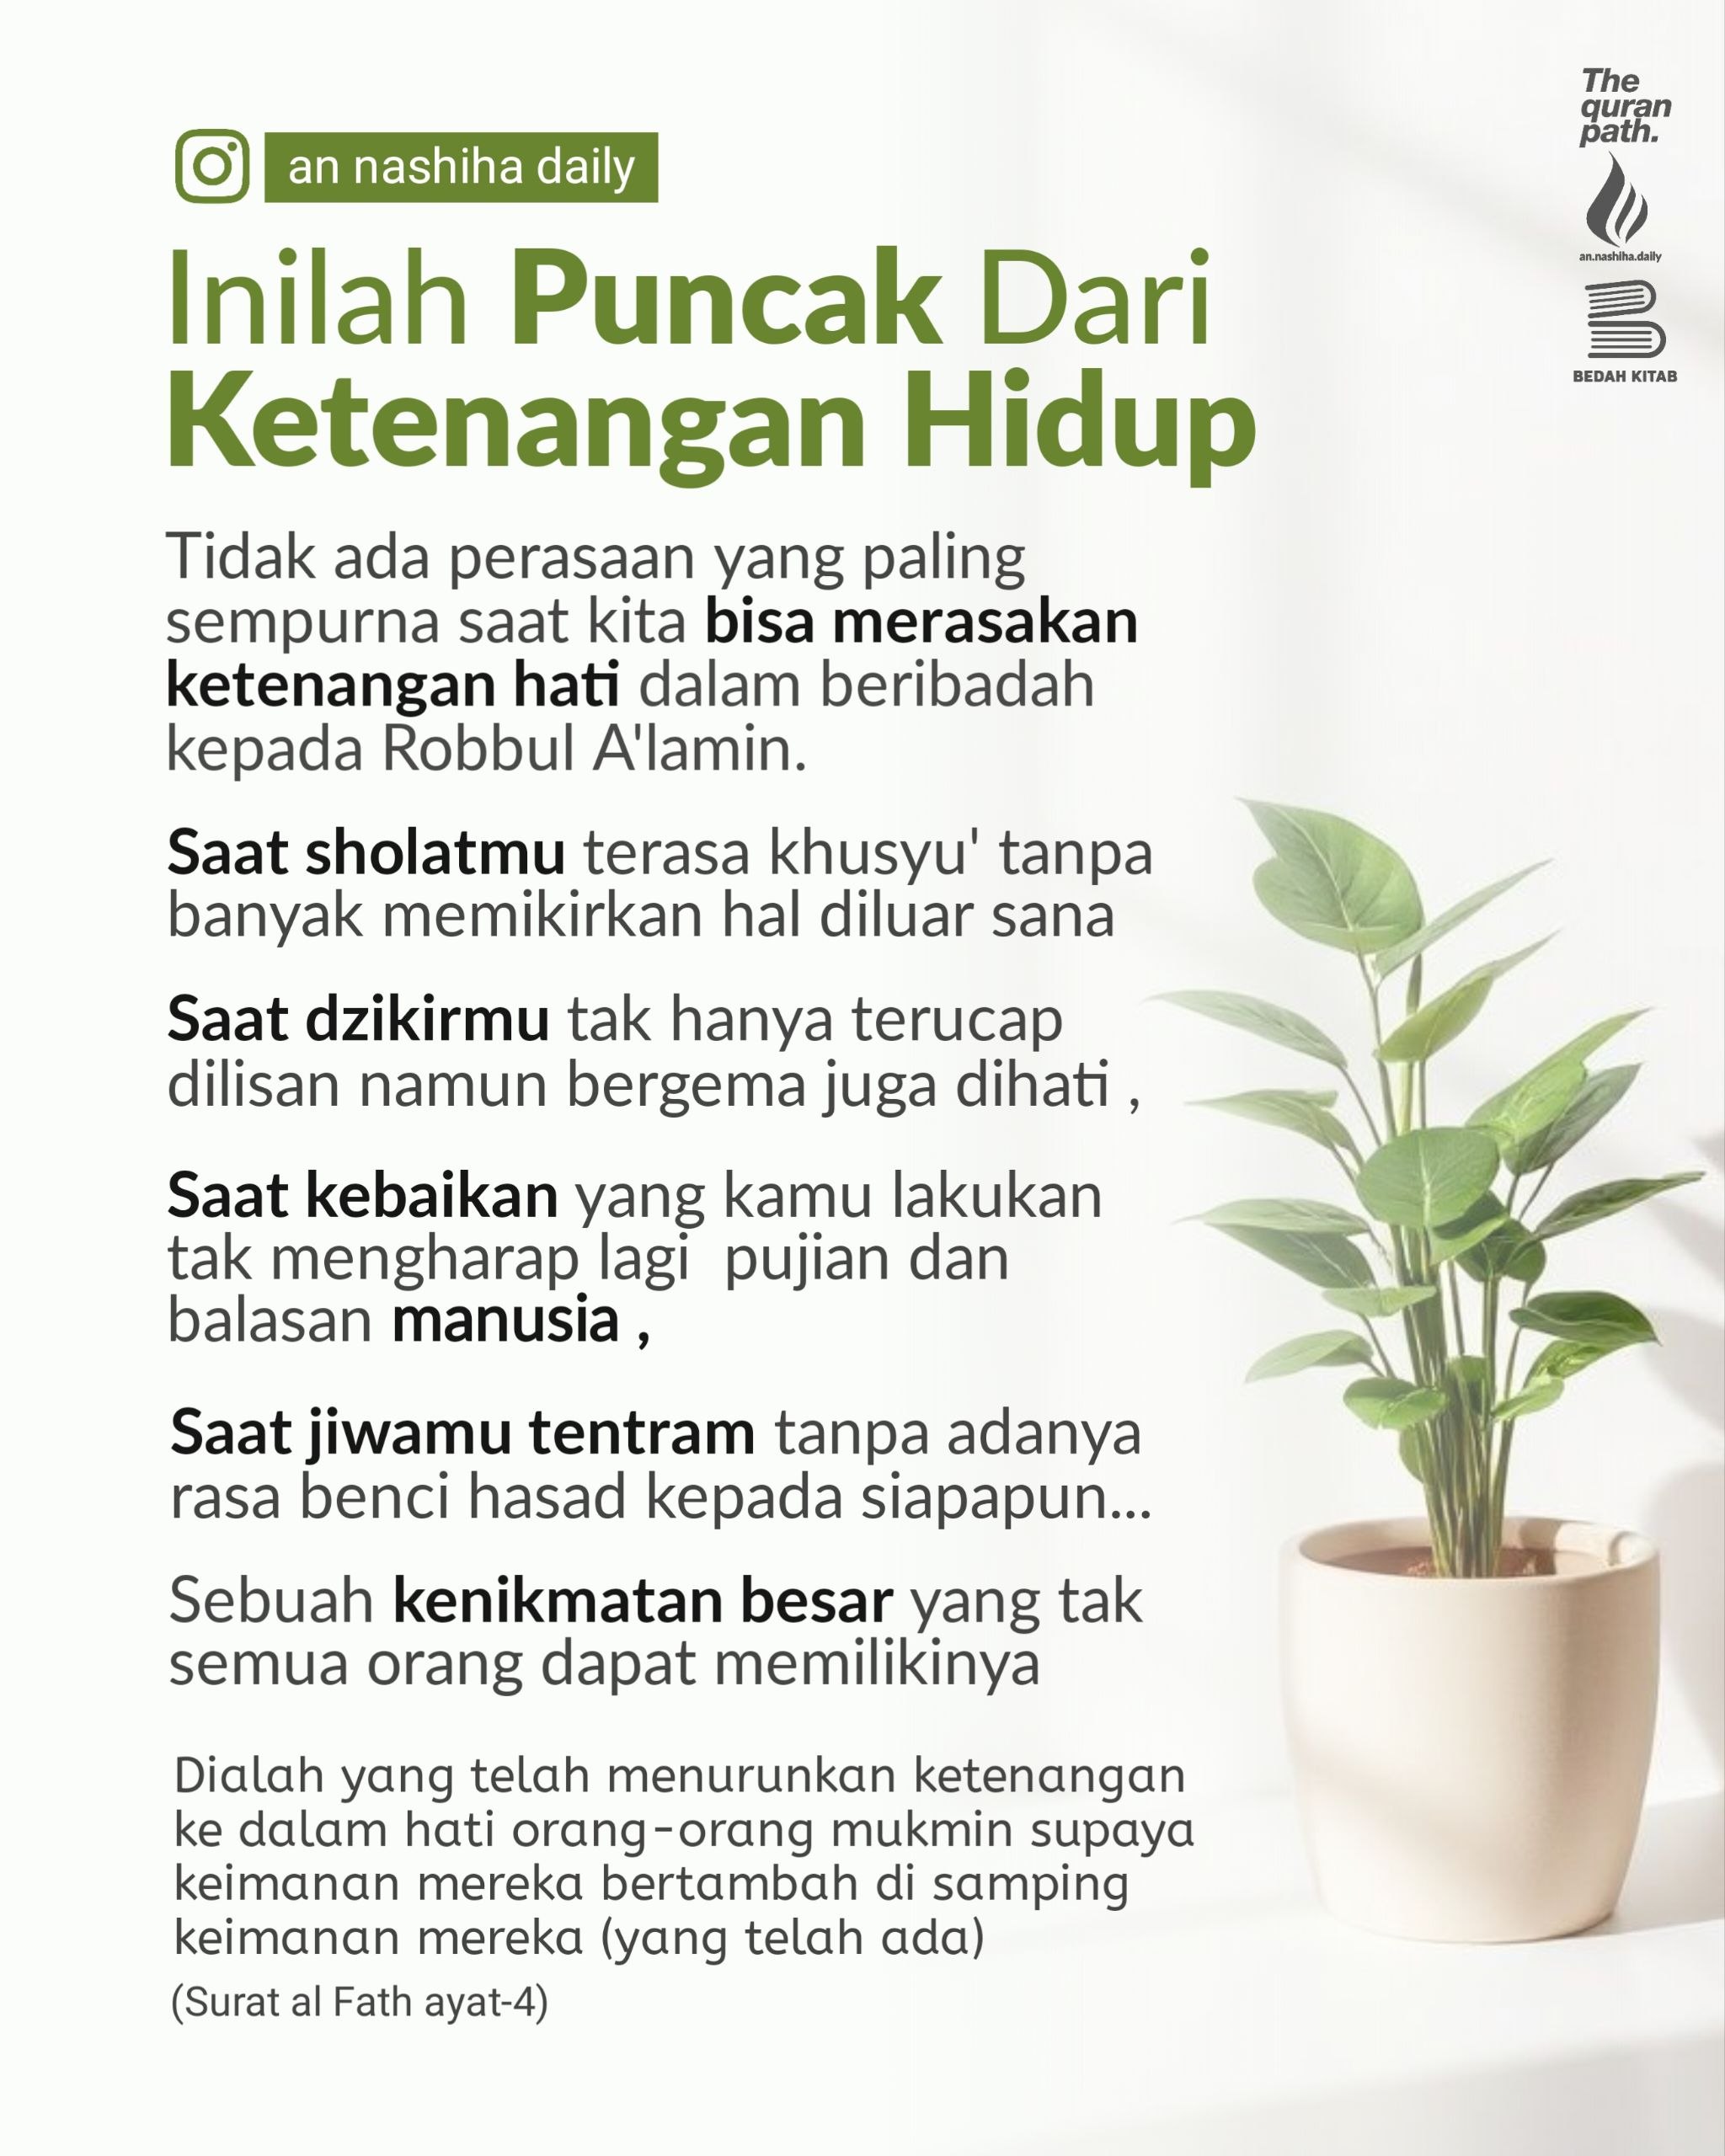 The
quran
path.
an.nashiha.daily
BEDAH KITAB
an nashiha daily
Inilah Puncak Dari
Ketenangan Hidup
Tidak ada perasaan yang paling
sempurna saat kita bisa merasakan
ketenangan hati dalam beribadah
kepada Robbul A'lamin.
Saat sholatmu terasa khusyu' tanpa
banyak memikirkan hal diluar sana
Saat dzikirmu tak hanya terucap
dilisan namun bergema juga dihati ,
Saat kebaikan yang kamu lakukan
tak mengharap lagi  pujian dan
balasan manusia ,
Saat jiwamu tentram tanpa adanya
rasa benci hasad kepada siapapun...
Sebuah kenikmatan besar yang tak
semua orang dapat memilikinya
Dialah yang telah menurunkan ketenangan
ke dalam hati orang-orang mukmin supaya
keimanan mereka bertambah di samping
keimanan mereka (yang telah ada)
(Surat al Fath ayat-4)